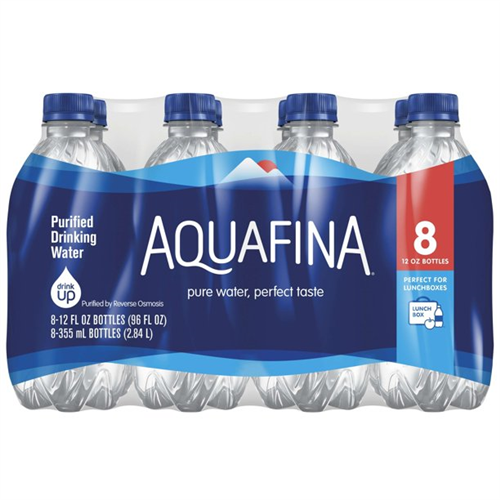 Purified
Drinking
Water
drink
UP
Purified by Reverse Osmosis
8-12 FL OZ BOTTLES (96 FL OZ)
8-355 mL BOTTLES (2.84 L)
AQUAFINA
pure water, perfect taste
8
12 OZ BOTTLES
PERFECT FOR
LUNCHBOXES
LUNCH
BOX